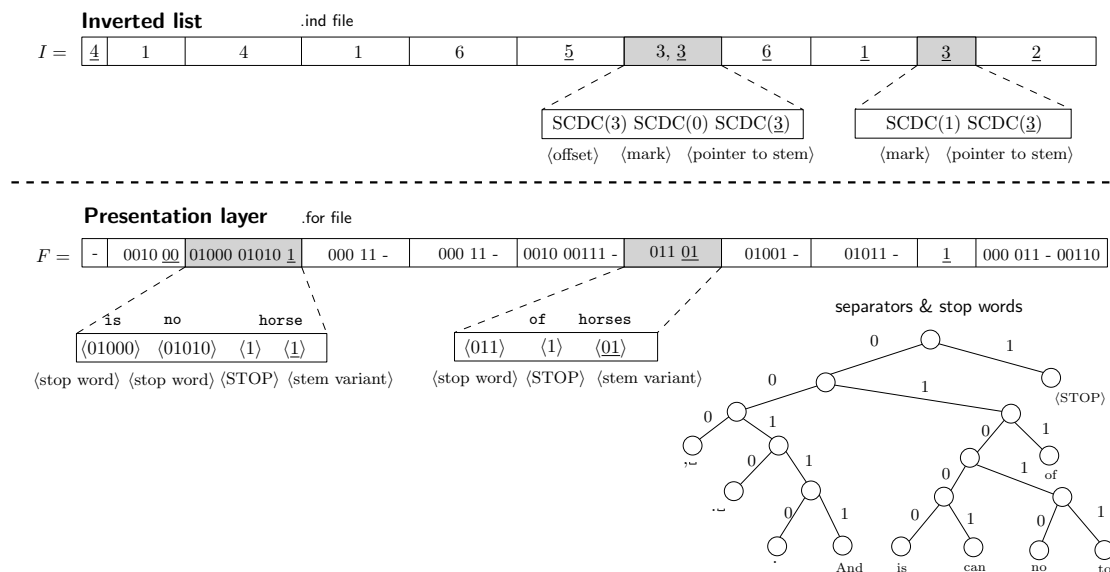 Inverted list .ind file
I = 4 1 4 1 6 5 3, 3 6 1 3 2
SCDC(3) SCDC(0) SCDC(3) SCDC(1) SCDC(3)
⟨offset⟩ ⟨mark⟩ ⟨pointer to stem⟩ ⟨mark⟩ ⟨pointer to stem⟩
Presentation layer .for file
F = - 0010 00 01000 01010 1 000 11 - 000 11 - 0010 00111 - 011 01 01001 - 01011 - 1 000 011 - 00110
is no horse
⟨01000⟩ ⟨01010⟩ ⟨1⟩ ⟨1⟩
⟨stop word⟩ ⟨stop word⟩ ⟨STOP⟩ ⟨stem variant⟩
of horses
⟨011⟩ ⟨1⟩ ⟨01⟩
⟨stop word⟩ ⟨STOP⟩ ⟨stem variant⟩
separators & stop words
0 1
0 1 ⟨STOP⟩
0 1 0 1
,␣ 0 1 0 1 of
.␣ 0 1 0 1 0 1
. And is can no to